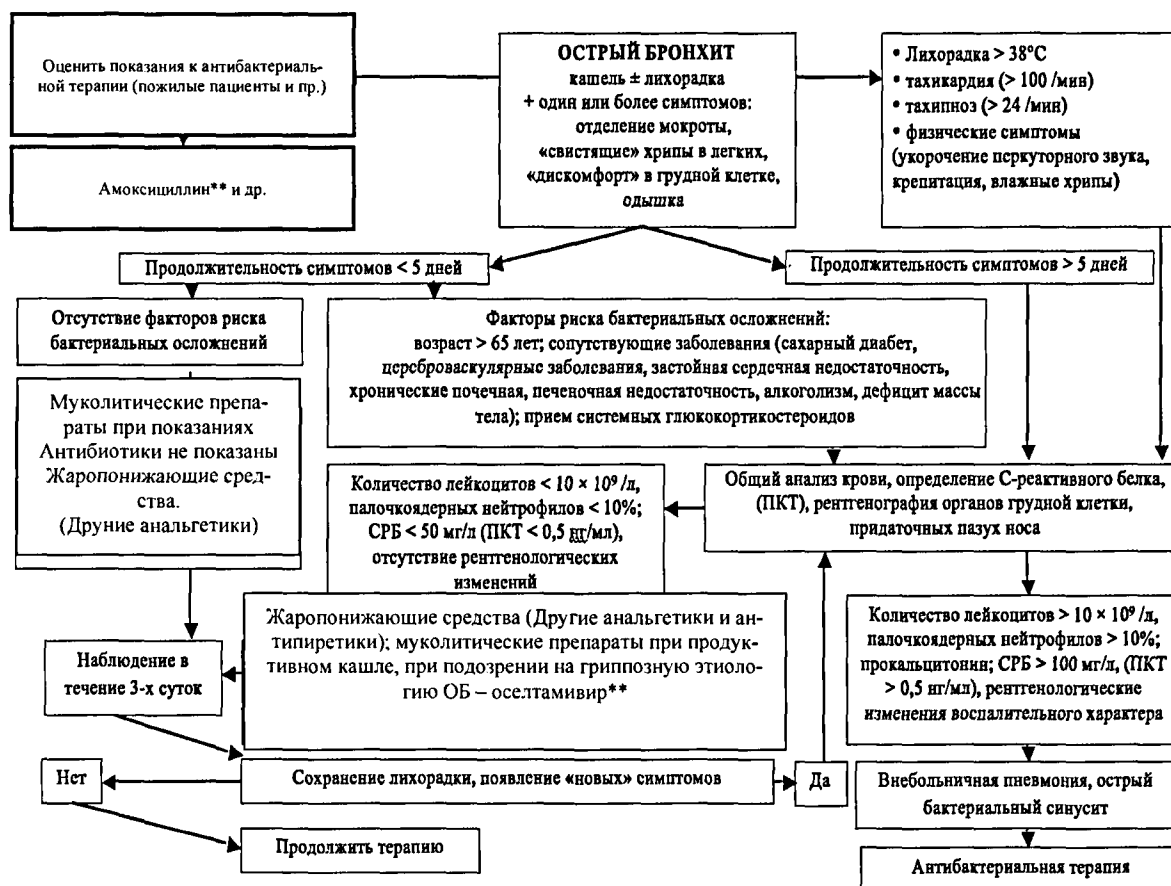 Оценить показания к антибактериаль-
ной терапии (пожилые пациенты и пр.)
Амоксициллин** и др.
ОСТРЫЙ БРОНХИТ
кашель ± лихорадка
+ один или более симптомов:
отделение мокроты,
«свистящие» хрипы в легких,
«дискомфорт» в грудной клетке,
одышка
• Лихорадка > 38°C
• тахикардия (> 100 /мин)
• тахипноэ (> 24 /мин)
• физические симптомы
(укорочение перкуторного звука,
крепитация, влажные хрипы)
Продолжительность симптомов < 5 дней
Продолжительность симптомов > 5 дней
Отсутствие факторов риска
бактериальных осложнений
Факторы риска бактериальных осложнений:
возраст > 65 лет; сопутствующие заболевания (сахарный диабет,
цереброваскулярные заболевания, застойная сердечная недостаточность,
хронические почечная, печеночная недостаточность, алкоголизм, дефицит массы
тела); прием системных глюкокортикостероидов
Муколитические препа-
раты при показаниях
Антибиотики не показаны
Жаропонижающие сред-
ства.
(Друние анальгетики)
Количество лейкоцитов < 10 × 10⁹ /л,
палочкоядерных нейтрофилов < 10%;
СРБ < 50 мг/л (ПКТ < 0,5 нг/мл),
отсутствие рентгенологических
изменений
Общий анализ крови, определение С-реактивного белка,
(ПКТ), рентгенография органов грудной клетки,
придаточных пазух носа
Жаропонижающие средства (Другие анальгетики и ан-
типиретики); муколитические препараты при продук-
тивном кашле, при подозрении на гриппозную этиоло-
гию ОБ – оселтамивир**
Количество лейкоцитов > 10 × 10⁹ /л,
палочкоядерных нейтрофилов > 10%;
прокальцитонин; СРБ > 100 мг/л, (ПКТ
> 0,5 нг/мл), рентгенологические
изменения воспалительного характера
Наблюдение в
течение 3-х суток
Нет
Сохранение лихорадки, появление «новых» симптомов
Да
Внебольничная пневмония, острый
бактериальный синусит
Продолжить терапию
Антибактериальная терапия